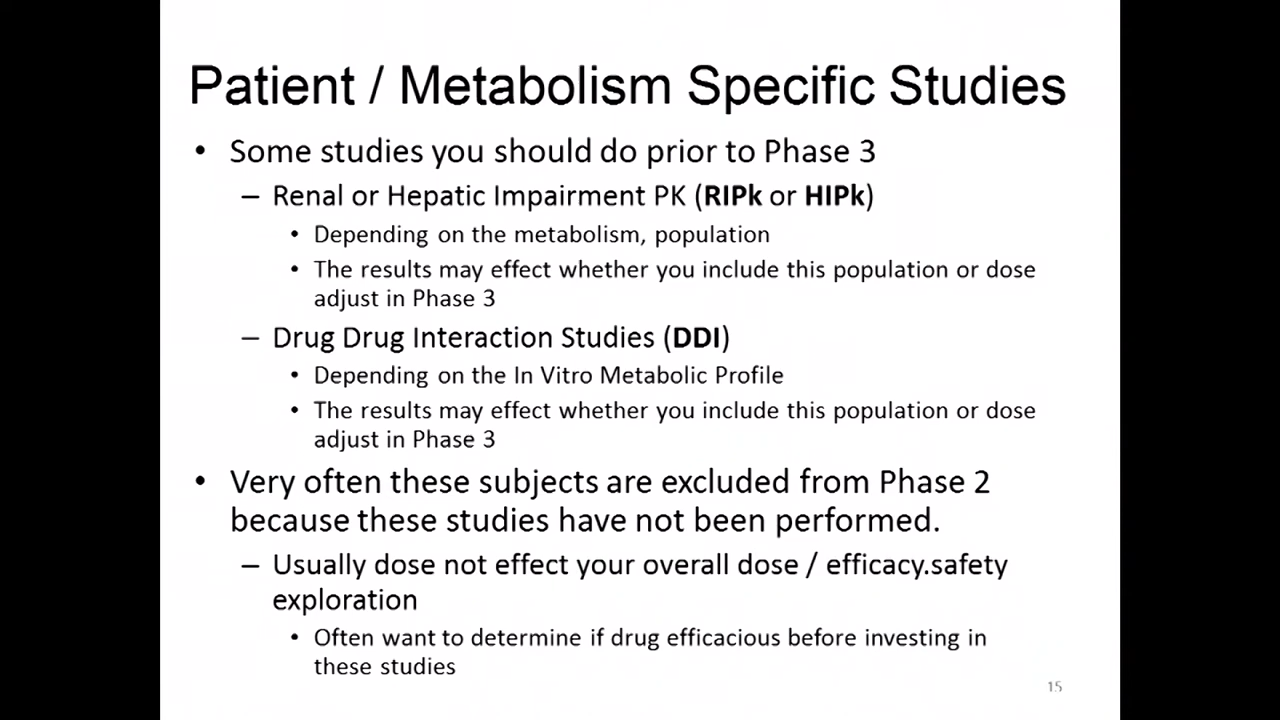 Patient / Metabolism Specific Studies
• Some studies you should do prior to Phase 3
– Renal or Hepatic Impairment PK (RIPk or HIPk)
• Depending on the metabolism, population
• The results may effect whether you include this population or dose
adjust in Phase 3
– Drug Drug Interaction Studies (DDI)
• Depending on the In Vitro Metabolic Profile
• The results may effect whether you include this population or dose
adjust in Phase 3
• Very often these subjects are excluded from Phase 2
because these studies have not been performed.
– Usually dose not effect your overall dose / efficacy.safety
exploration
• Often want to determine if drug efficacious before investing in
these studies
15